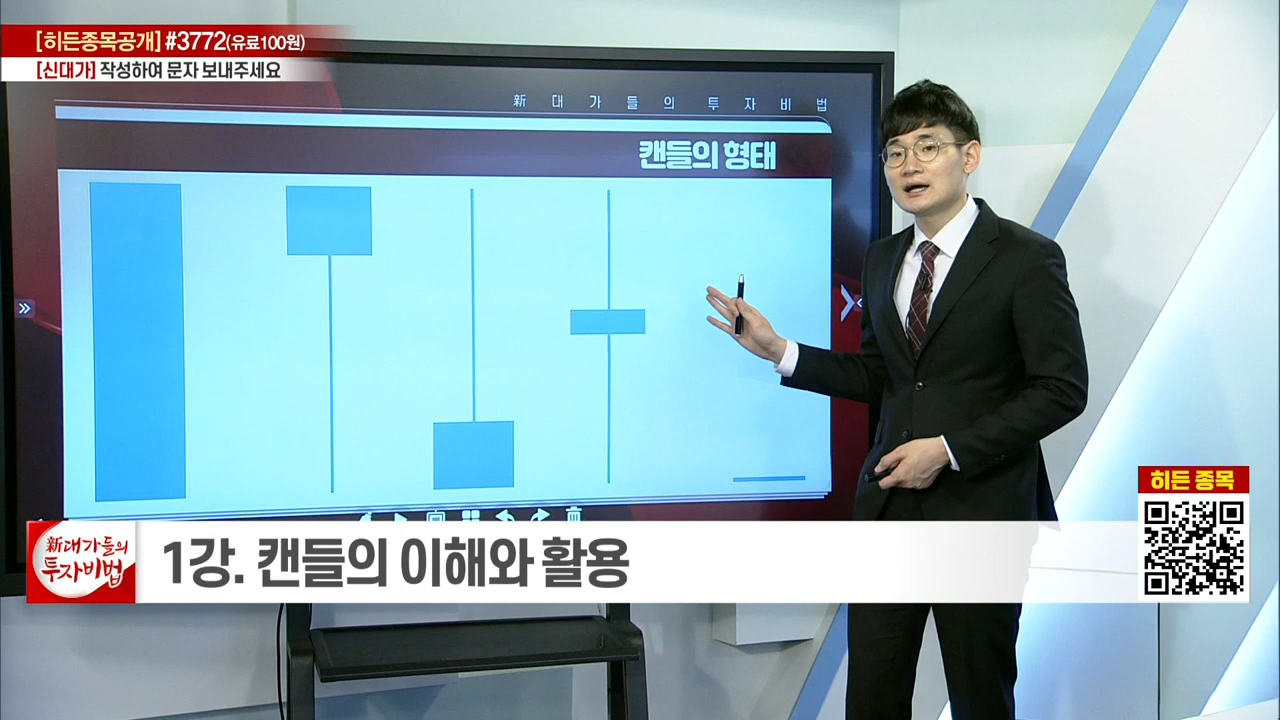 [히든종목공개] #3772(유료100원)
[신대가] 작성하여 문자 보내주세요
新 대 가 들 의 투 자 비 법
캔들의 형태
히든 종목
新대가들의
투자비법
1강. 캔들의 이해와 활용